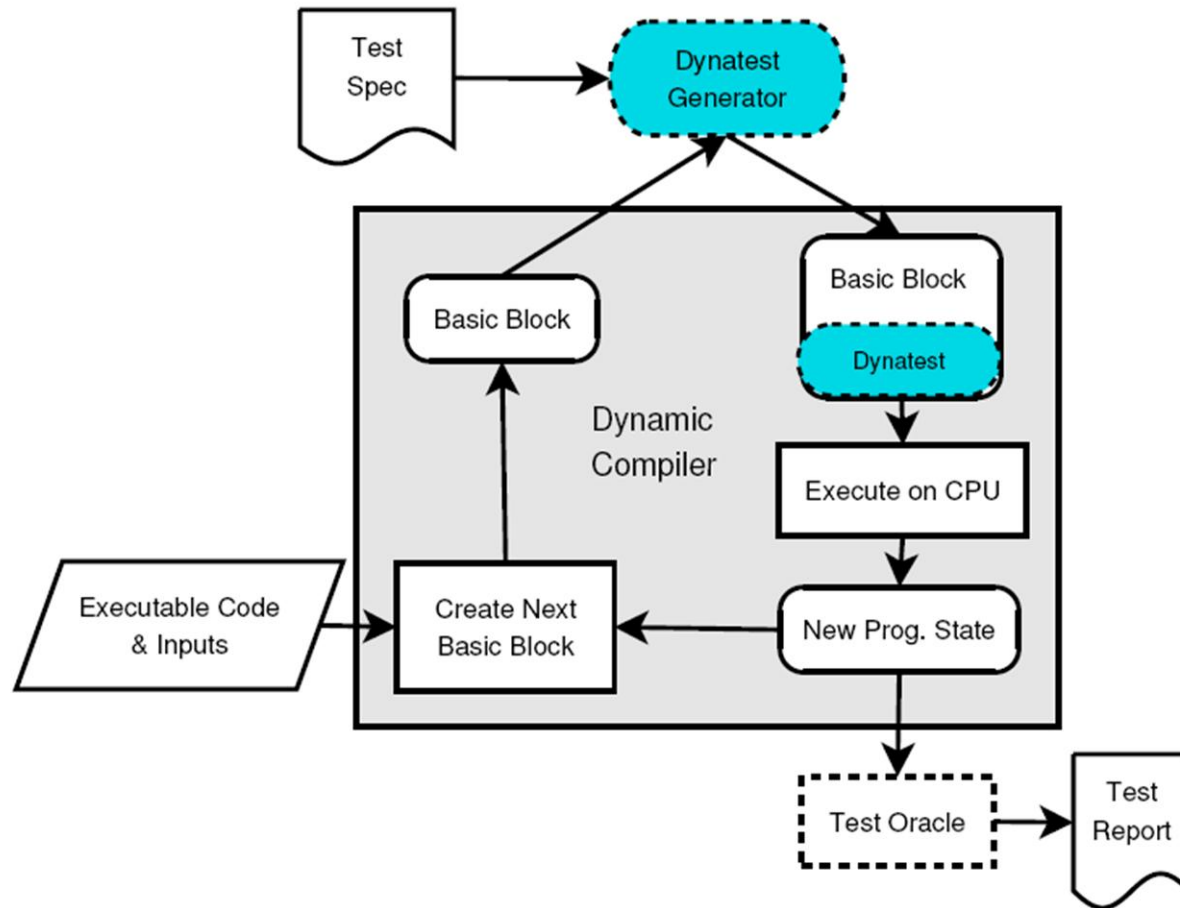 Test
Spec
Dynatest
Generator
Basic Block
Basic Block
Dynatest
Dynamic
Compiler
Execute on CPU
Executable Code
& Inputs
Create Next
Basic Block
New Prog. State
Test Oracle
Test
Report